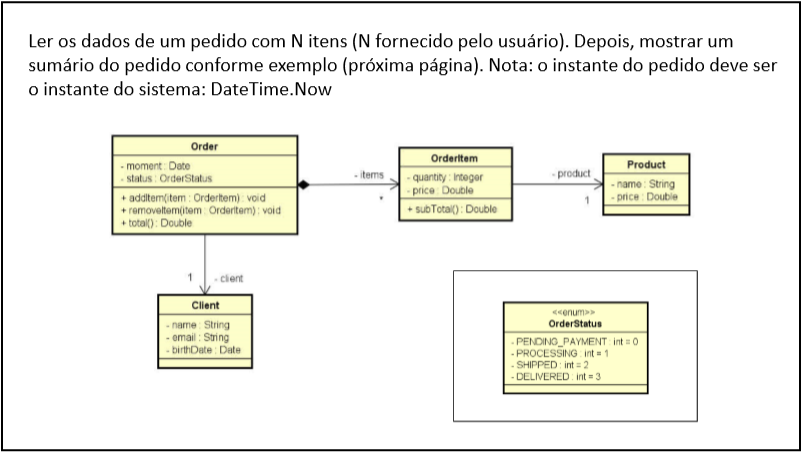 Ler os dados de um pedido com N itens (N fornecido pelo usuário). Depois, mostrar um
sumário do pedido conforme exemplo (próxima página). Nota: o instante do pedido deve ser
o instante do sistema: DateTime.Now
Order
- moment : Date
- status : OrderStatus
+ addItem(item : OrderItem) : void
+ removeItem(item : OrderItem) : void
+ total() : Double
- items
*
OrderItem
- quantity : Integer
- price : Double
+ subTotal() : Double
- product
1
Product
- name : String
- price : Double
1
- client
Client
- name : String
- email : String
- birthDate : Date
<<enum>>
OrderStatus
- PENDING_PAYMENT : int = 0
- PROCESSING : int = 1
- SHIPPED : int = 2
- DELIVERED : int = 3